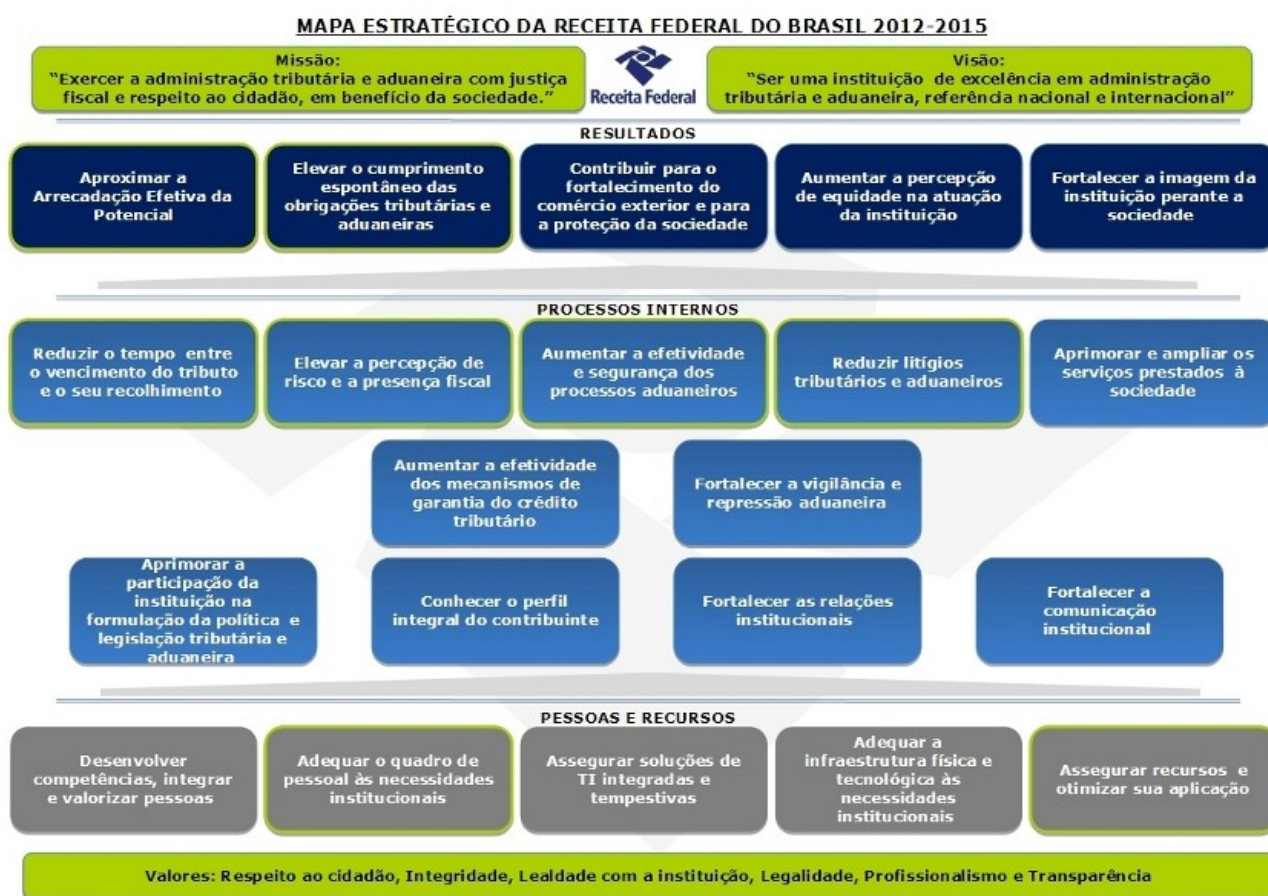 MAPA ESTRATÉGICO DA RECEITA FEDERAL DO BRASIL 2012-2015
Missão:
“Exercer a administração tributária e aduaneira com justiça
fiscal e respeito ao cidadão, em benefício da sociedade.”
Receita Federal
Visão:
“Ser uma instituição de excelência em administração
tributária e aduaneira, referência nacional e internacional”
RESULTADOS
Aproximar a
Arrecadação Efetiva da
Potencial
Elevar o cumprimento
espontâneo das
obrigações tributárias e
aduaneiras
Contribuir para o
fortalecimento do
comércio exterior e para
a proteção da sociedade
Aumentar a percepção
de equidade na atuação
da instituição
Fortalecer a imagem da
instituição perante a
sociedade
PROCESSOS INTERNOS
Reduzir o tempo entre
o vencimento do tributo
e o seu recolhimento
Elevar a percepção de
risco e a presença fiscal
Aumentar a efetividade
e segurança dos
processos aduaneiros
Reduzir litígios
tributários e aduaneiros
Aprimorar e ampliar os
serviços prestados à
sociedade
Aumentar a efetividade
dos mecanismos de
garantia do crédito
tributário
Fortalecer a vigilância e
repressão aduaneira
Aprimorar a
participação da
instituição na
formulação da política e
legislação tributária e
aduaneira
Conhecer o perfil
integral do contribuinte
Fortalecer as relações
institucionais
Fortalecer a
comunicação
institucional
PESSOAS E RECURSOS
Desenvolver
competências, integrar
e valorizar pessoas
Adequar o quadro de
pessoal às necessidades
institucionais
Assegurar soluções de
TI integradas e
tempestivas
Adequar a
infraestrutura física e
tecnológica às
necessidades
institucionais
Assegurar recursos e
otimizar sua aplicação
Valores: Respeito ao cidadão, Integridade, Lealdade com a instituição, Legalidade, Profissionalismo e Transparência